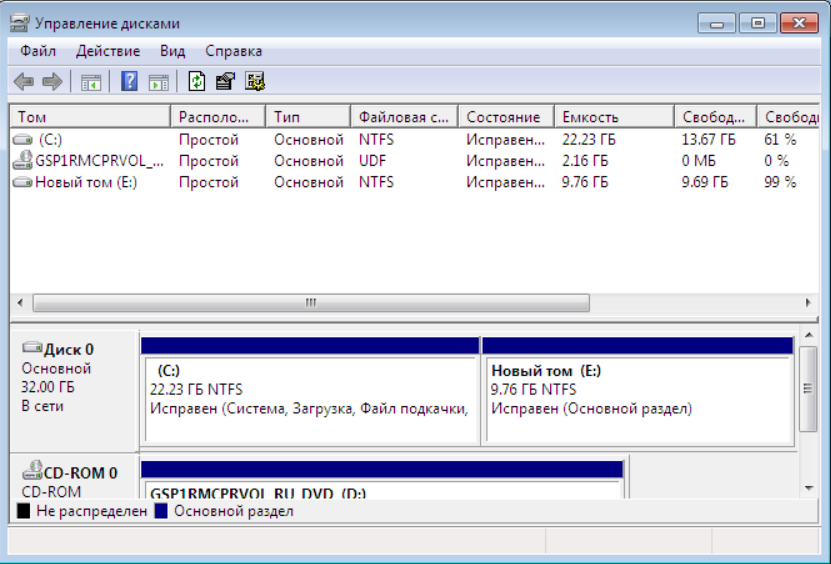 Управление дисками
Файл Действие Вид Справка
Том Располо... Тип Файловая с... Состояние Емкость Свобод... Свободн
(C:) Простой Основной NTFS Исправен... 22.23 ГБ 13.67 ГБ 61 %
GSP1RMCPRVOL_... Простой Основной UDF Исправен... 2.16 ГБ 0 МБ 0 %
Новый том (E:) Простой Основной NTFS Исправен... 9.76 ГБ 9.69 ГБ 99 %
Диск 0
Основной
32.00 ГБ
В сети
(C:)
22.23 ГБ NTFS
Исправен (Система, Загрузка, Файл подкачки,
Новый том (E:)
9.76 ГБ NTFS
Исправен (Основной раздел)
CD-ROM 0
CD-ROM
GSP1RMCPRVOL_RU_DVD (D:)
Не распределен Основной раздел